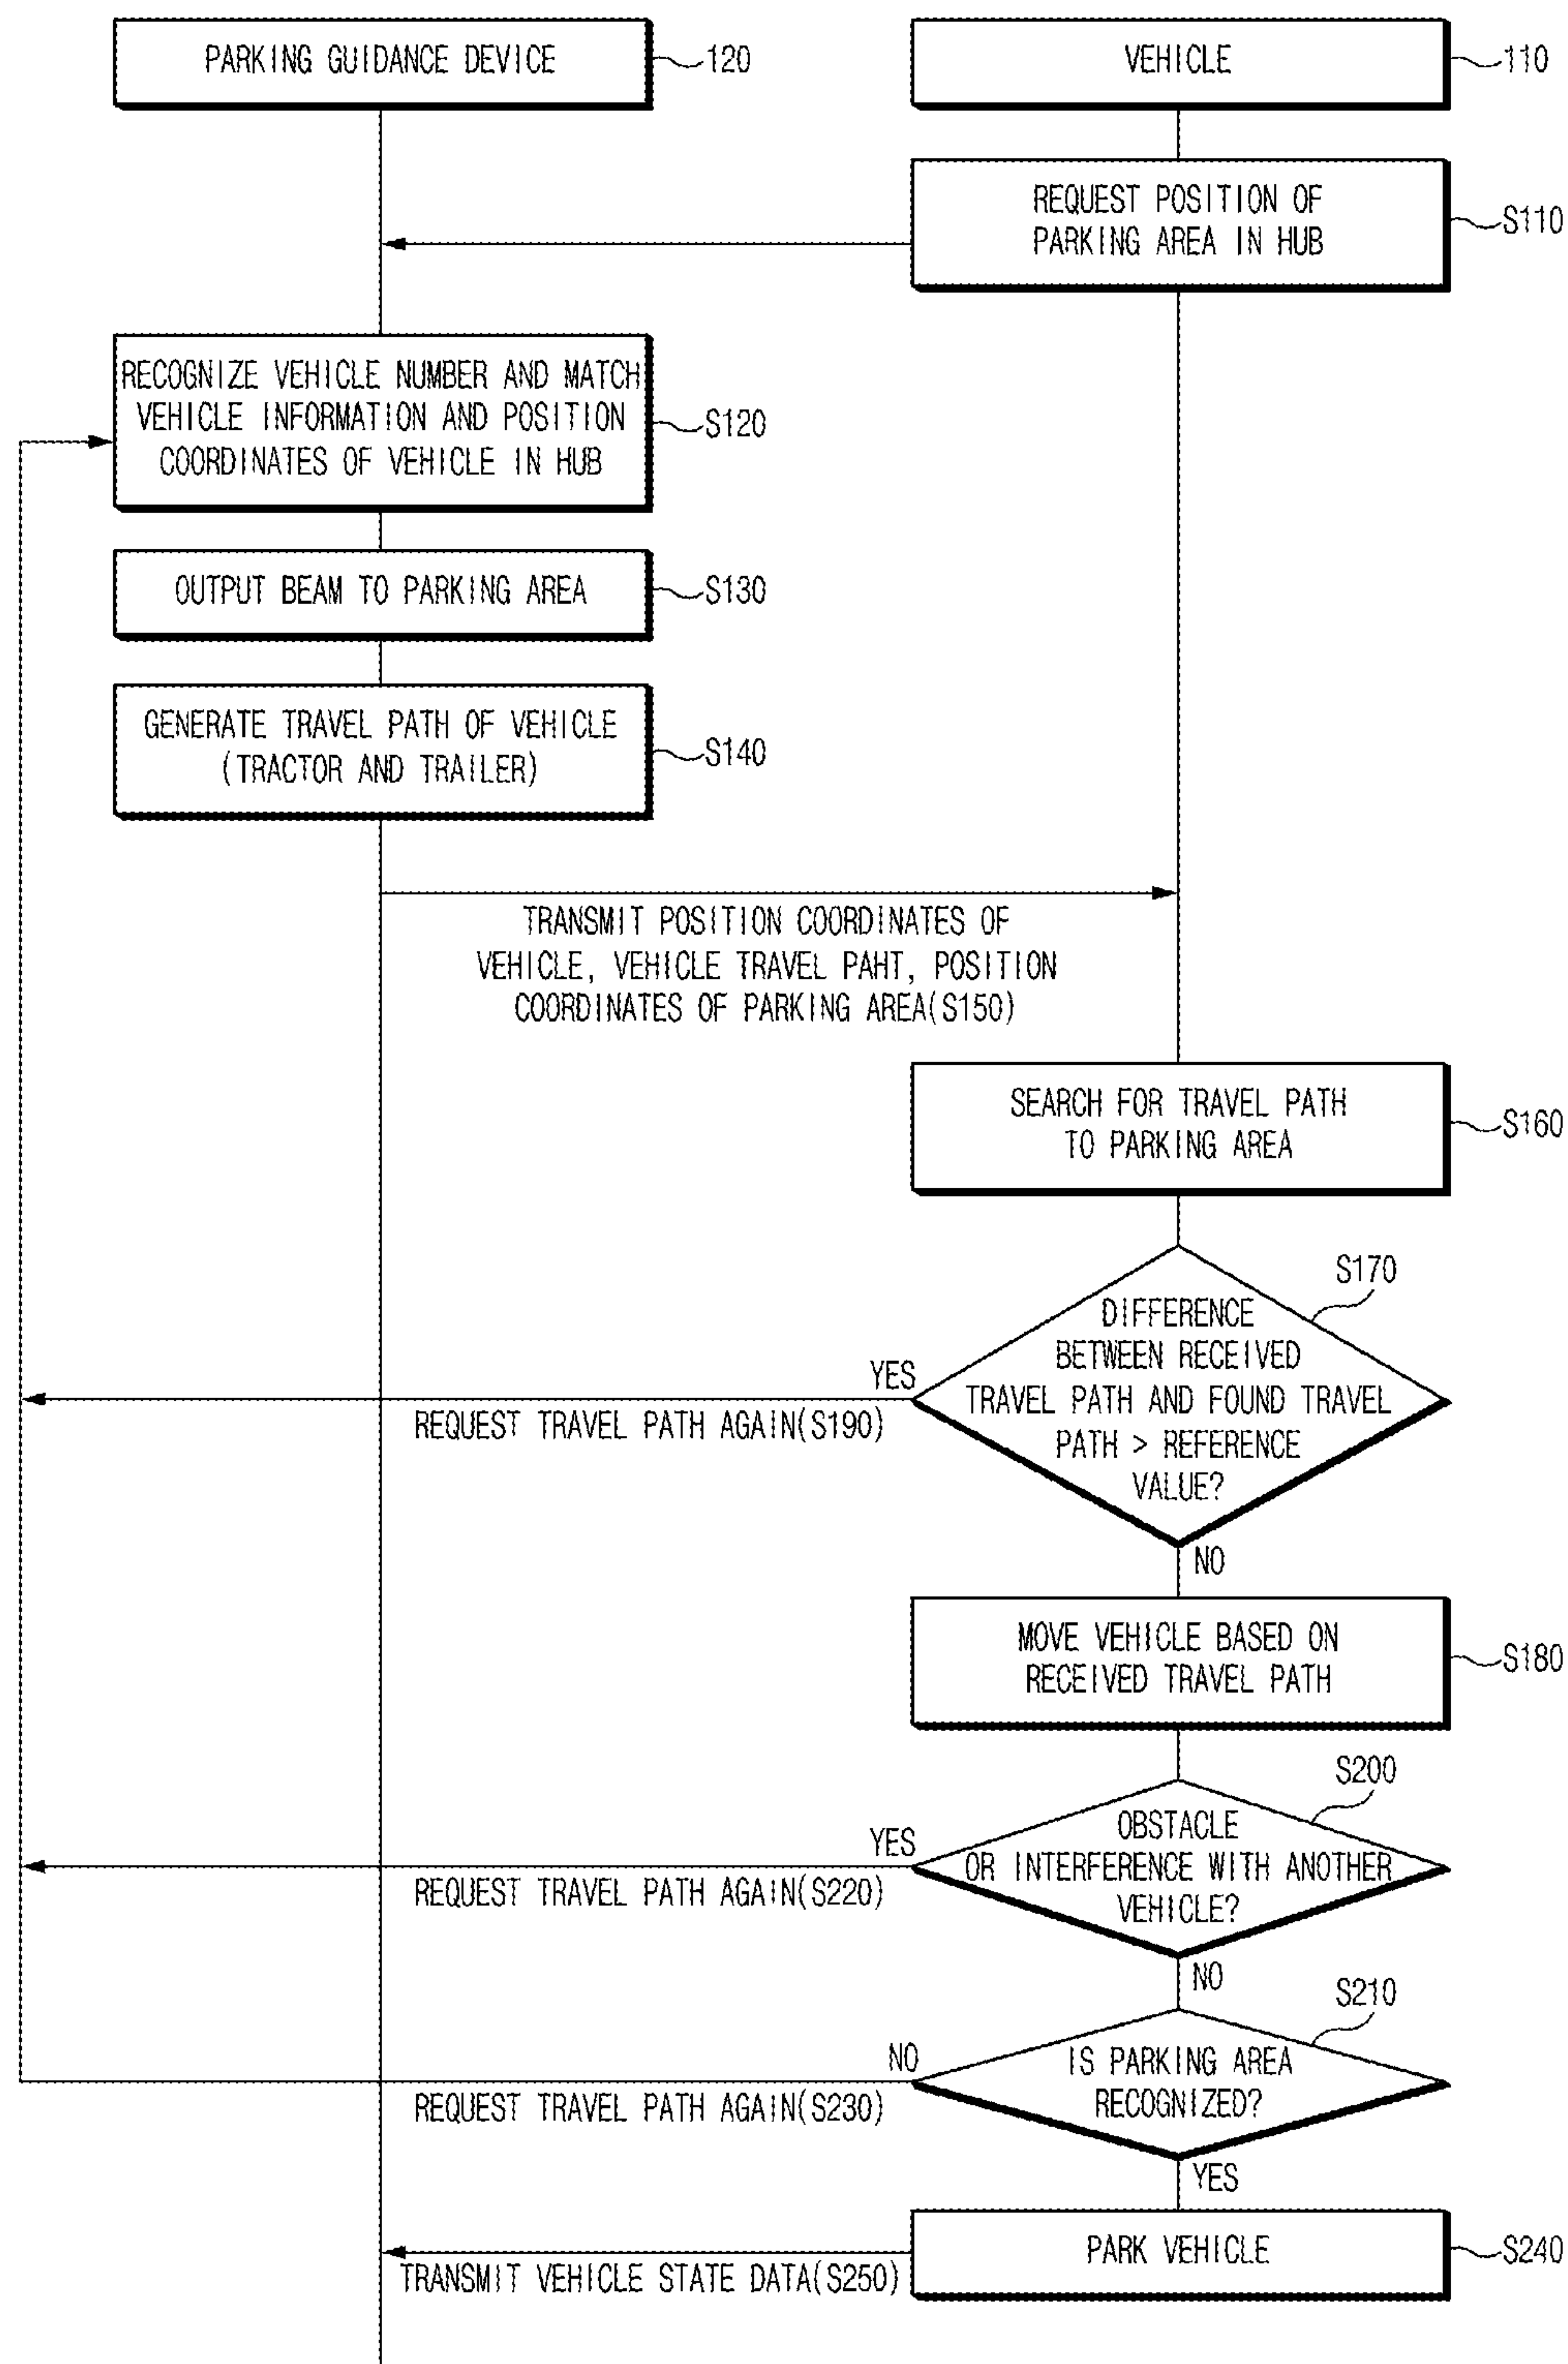 PARKING GUIDANCE DEVICE
120
VEHICLE
110
REQUEST POSITION OF
PARKING AREA IN HUB
S110
RECOGNIZE VEHICLE NUMBER AND MATCH
VEHICLE INFORMATION AND POSITION
COORDINATES OF VEHICLE IN HUB
S120
OUTPUT BEAM TO PARKING AREA
S130
GENERATE TRAVEL PATH OF VEHICLE
(TRACTOR AND TRAILER)
S140
TRANSMIT POSITION COORDINATES OF
VEHICLE, VEHICLE TRAVEL PAHT, POSITION
COORDINATES OF PARKING AREA(S150)
SEARCH FOR TRAVEL PATH
TO PARKING AREA
S160
S170
DIFFERENCE
BETWEEN RECEIVED
TRAVEL PATH AND FOUND TRAVEL
PATH > REFERENCE
VALUE?
YES
REQUEST TRAVEL PATH AGAIN(S190)
NO
MOVE VEHICLE BASED ON
RECEIVED TRAVEL PATH
S180
S200
OBSTACLE
OR INTERFERENCE WITH ANOTHER
VEHICLE?
YES
REQUEST TRAVEL PATH AGAIN(S220)
NO
S210
IS PARKING AREA
RECOGNIZED?
NO
REQUEST TRAVEL PATH AGAIN(S230)
YES
PARK VEHICLE
S240
TRANSMIT VEHICLE STATE DATA(S250)